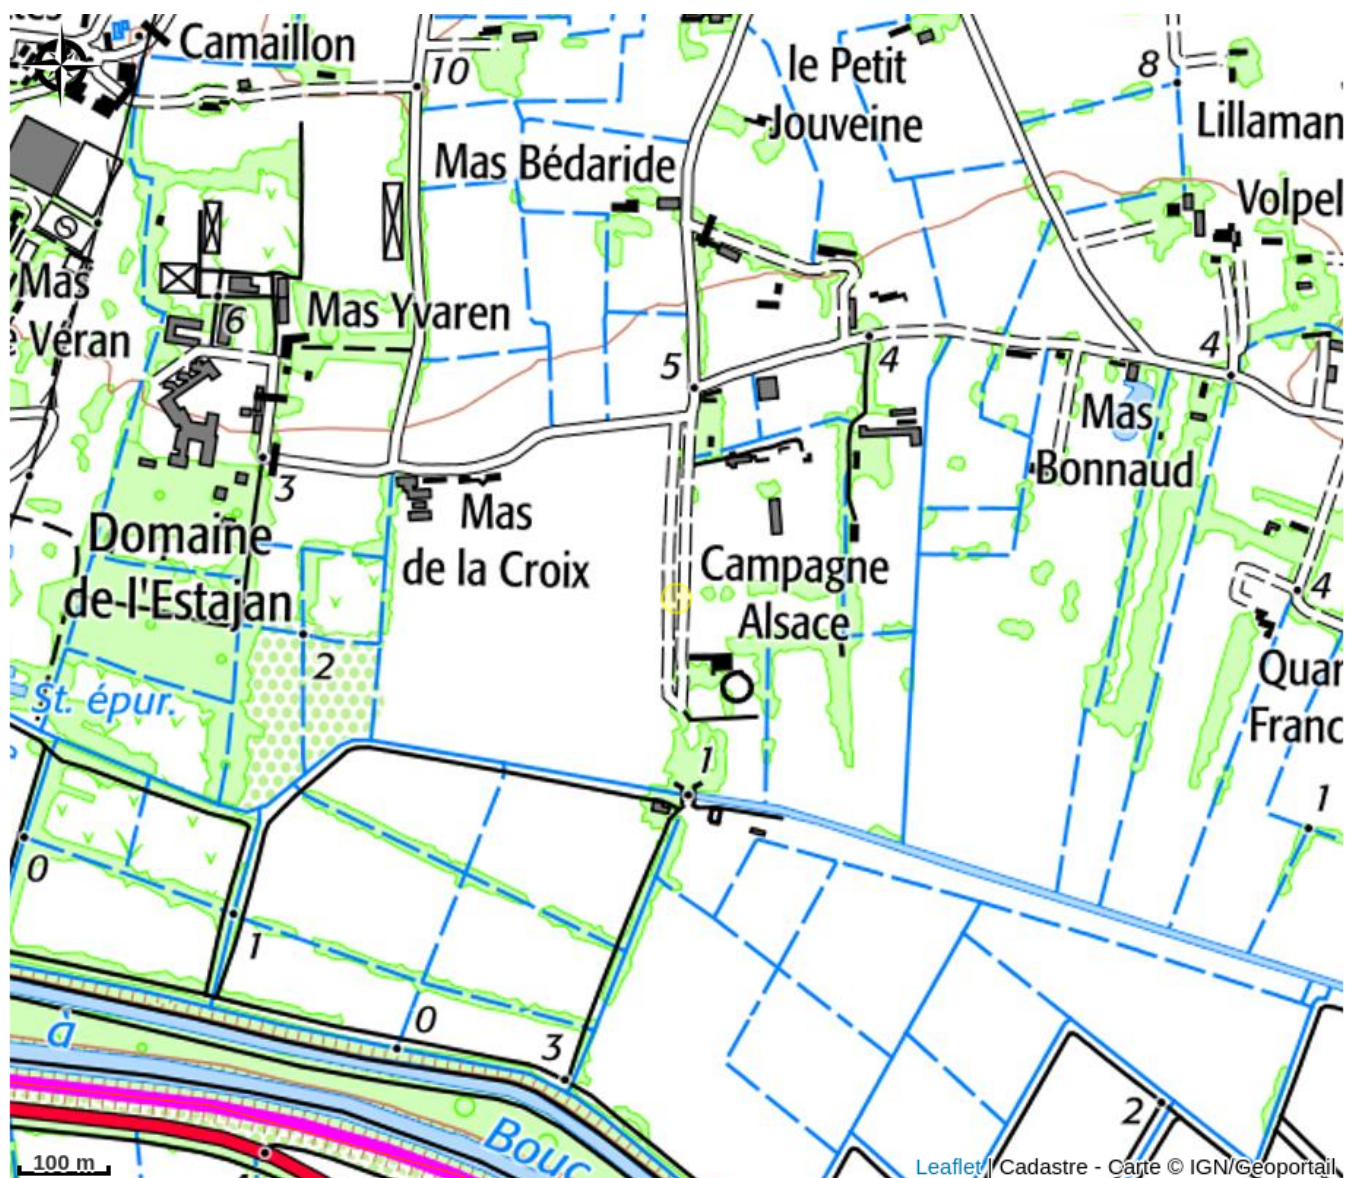 Camaillon
10
le Petit
Jouveine
8
Lillaman
Mas Bédaride
Volpel
Mas
Véran
6
Mas Yvaren
5
4
4
Mas
Bonnaud
3
Mas
de la Croix
Domaine
de l'Estajan
Campagne
Alsace
4
2
Quar
Franc
St. épur.
1
1
0
1
0
3
à
Bouc
2
100 m
Leaflet | Cadastre - Carte © IGN/Geoportail